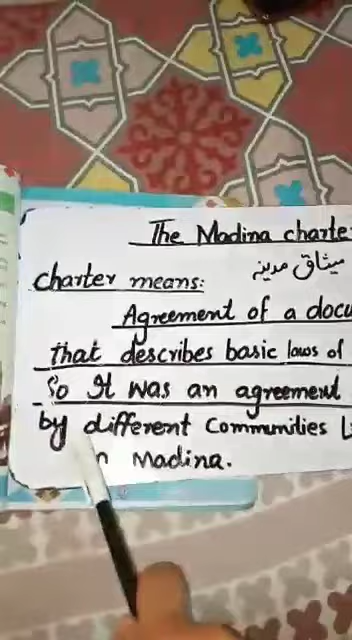 The Madina charte
میثاق مدینہ
charter means:
Agreement of a docu
that describes basic laws of
So It was an agreement
by different Communities L
n Madina.